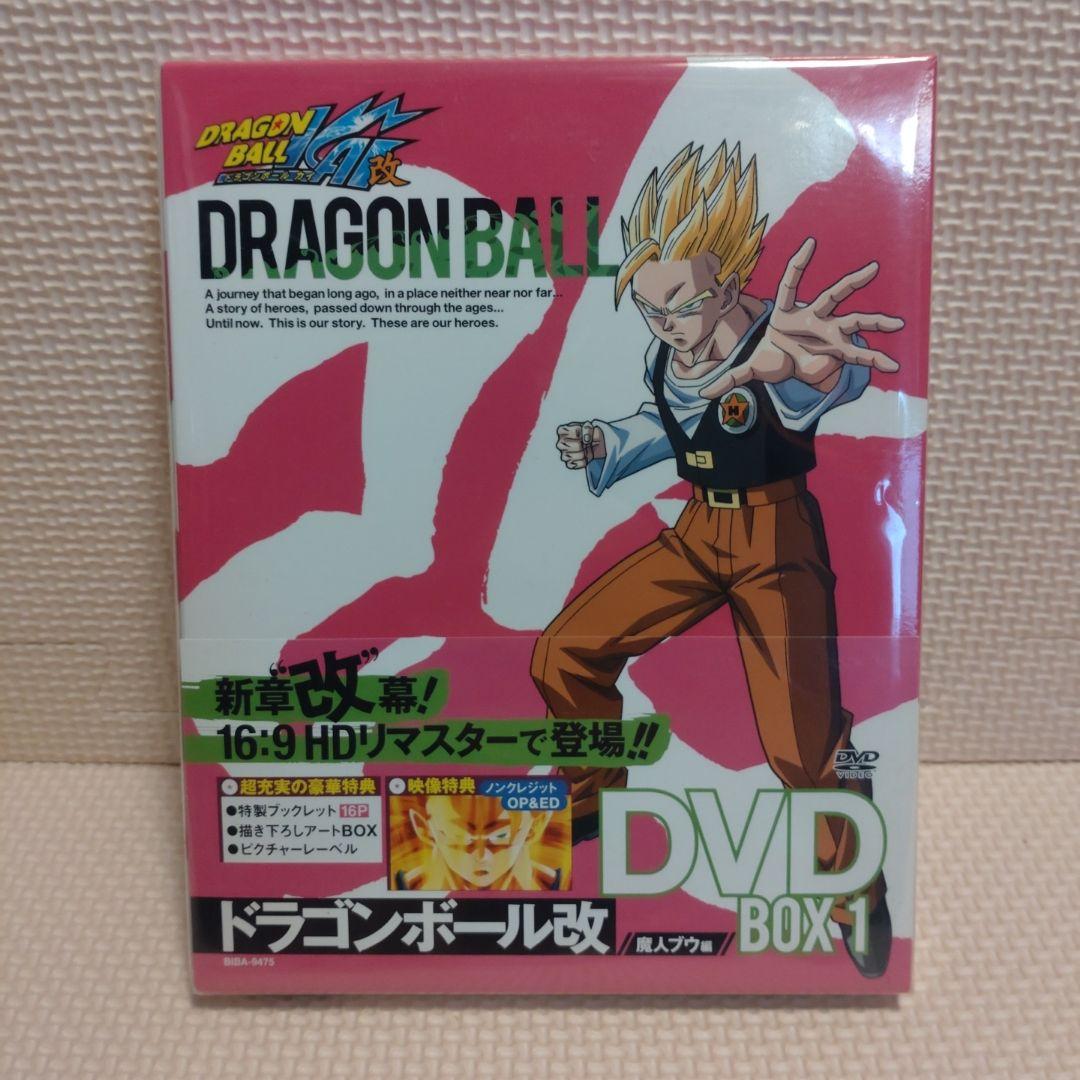 DRAGON
BALL KAI 改
ドラゴンボール カイ
DRAGON BALL
A journey that began long ago, in a place neither near nor far...
A story of heroes, passed down through the ages...
Until now. This is our story. These are our heroes.
H
新章“改”幕!
16:9 HDリマスターで登場!!
DVD
VIDEO
超充実の豪華特典
●特製ブックレット 16P
●描き下ろしアートBOX
●ピクチャーレーベル
映像特典
ノンクレジット
OP&ED
DVD
BOX 1
ドラゴンボール改
魔人ブウ編
BIBA-9475